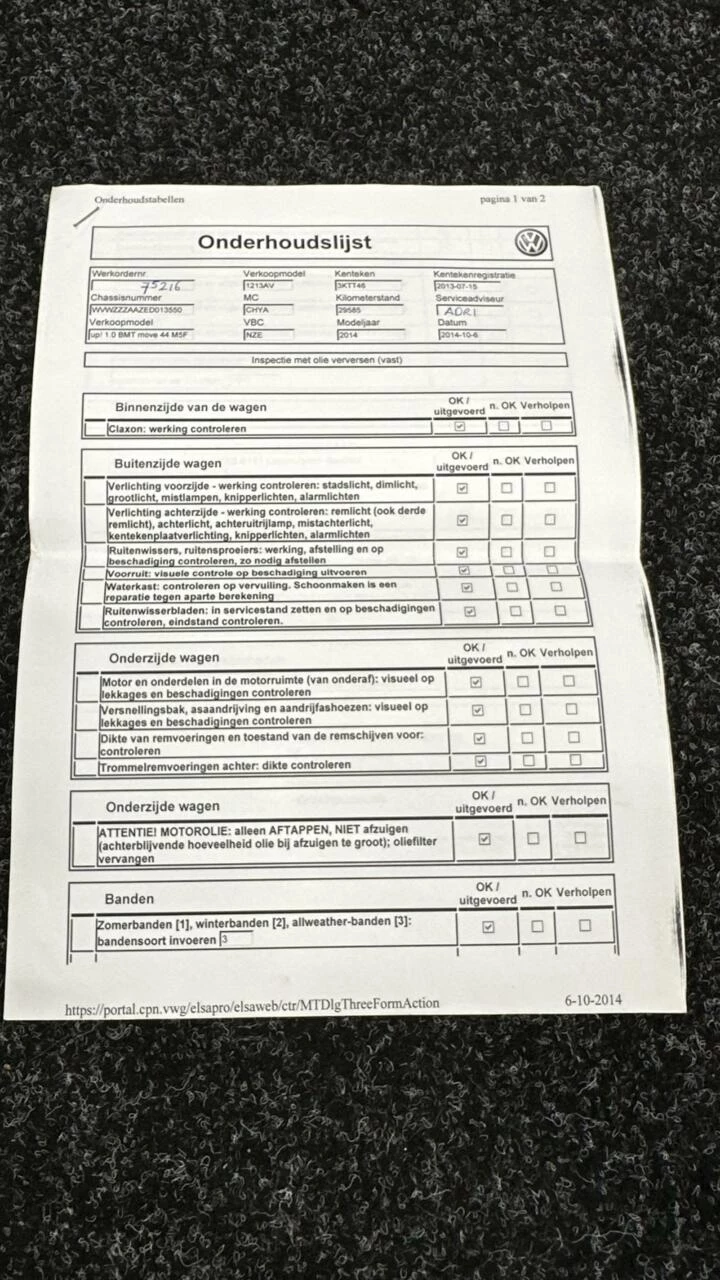 Onderhoudstabellen pagina 1 van 2
Onderhoudslijst
Werkordernr. Verkoopmodel Kenteken Kentekenregistratie
75216 1213AV 3KTT46 2013-07-15
Chassisnummer MC Kilometerstand Serviceadviseur
WVWZZZAAZED013550 CHYA 29585 ADRI
Verkoopmodel VBC Modeljaar Datum
up! 1.0 BMT move 44 M5F NZE 2014 2014-10-6
Inspectie met olie verversen (vast)
Binnenzijde van de wagen OK / uitgevoerd n. OK Verholpen
Claxon: werking controleren
Buitenzijde wagen OK / uitgevoerd n. OK Verholpen
Verlichting voorzijde - werking controleren: stadslicht, dimlicht,
grootlicht, mistlampen, knipperlichten, alarmlichten
Verlichting achterzijde - werking controleren: remlicht (ook derde
remlicht), achterlicht, achteruitrijlamp, mistachterlicht,
kentekenplaatverlichting, knipperlichten, alarmlichten
Ruitenwissers, ruitensproeiers: werking, afstelling en op
beschadiging controleren, zo nodig afstellen
Voorruit: visuele controle op beschadiging uitvoeren
Waterkast: controleren op vervuiling. Schoonmaken is een
reparatie tegen aparte berekening
Ruitenwisserbladen: in servicestand zetten en op beschadigingen
controleren, eindstand controleren.
Onderzijde wagen OK / uitgevoerd n. OK Verholpen
Motor en onderdelen in de motorruimte (van onderaf): visueel op
lekkages en beschadigingen controleren
Versnellingsbak, asaandrijving en aandrijfashoezen: visueel op
lekkages en beschadigingen controleren
Dikte van remvoeringen en toestand van de remschijven voor:
controleren
Trommelremvoeringen achter: dikte controleren
Onderzijde wagen OK / uitgevoerd n. OK Verholpen
ATTENTIE! MOTOROLIE: alleen AFTAPPEN, NIET afzuigen
(achterblijvende hoeveelheid olie bij afzuigen te groot); oliefilter
vervangen
Banden OK / uitgevoerd n. OK Verholpen
Zomerbanden [1], winterbanden [2], allweather-banden [3]:
bandensoort invoeren 3
https://portal.cpn.vwg/elsapro/elsaweb/ctr/MTDlgThreeFormAction 6-10-2014